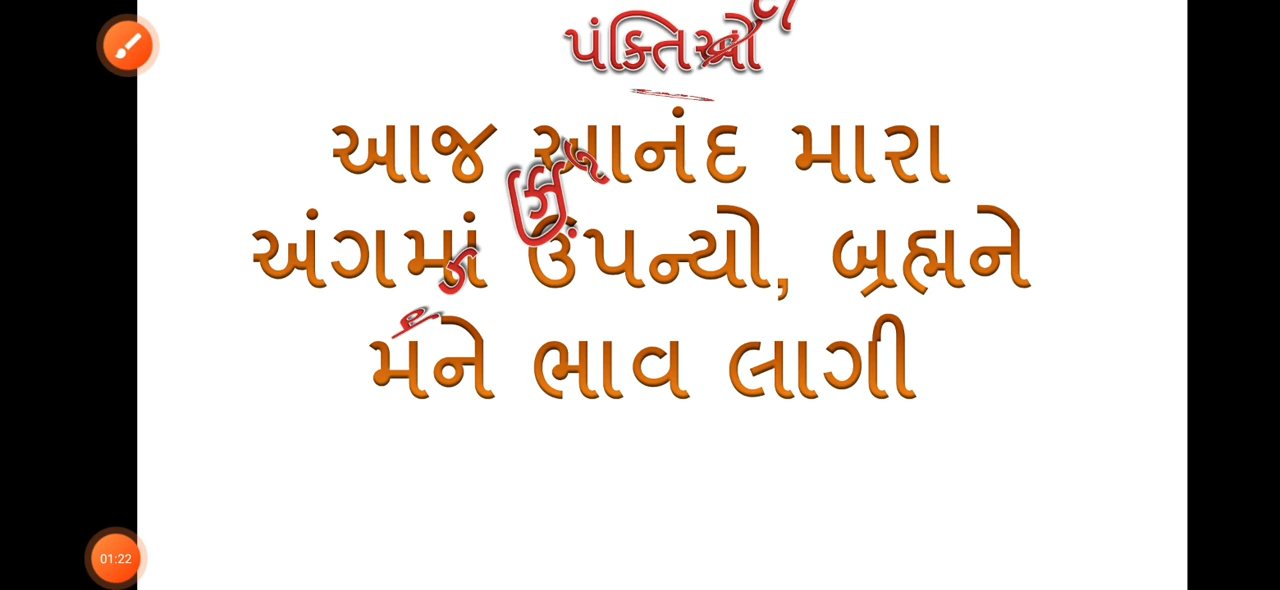 પંક્તિઓ
આજ આનંદ મારા
અંગમાં ઉપન્યો, બ્રહ્મને
મને ભાવ લાગી
01:22